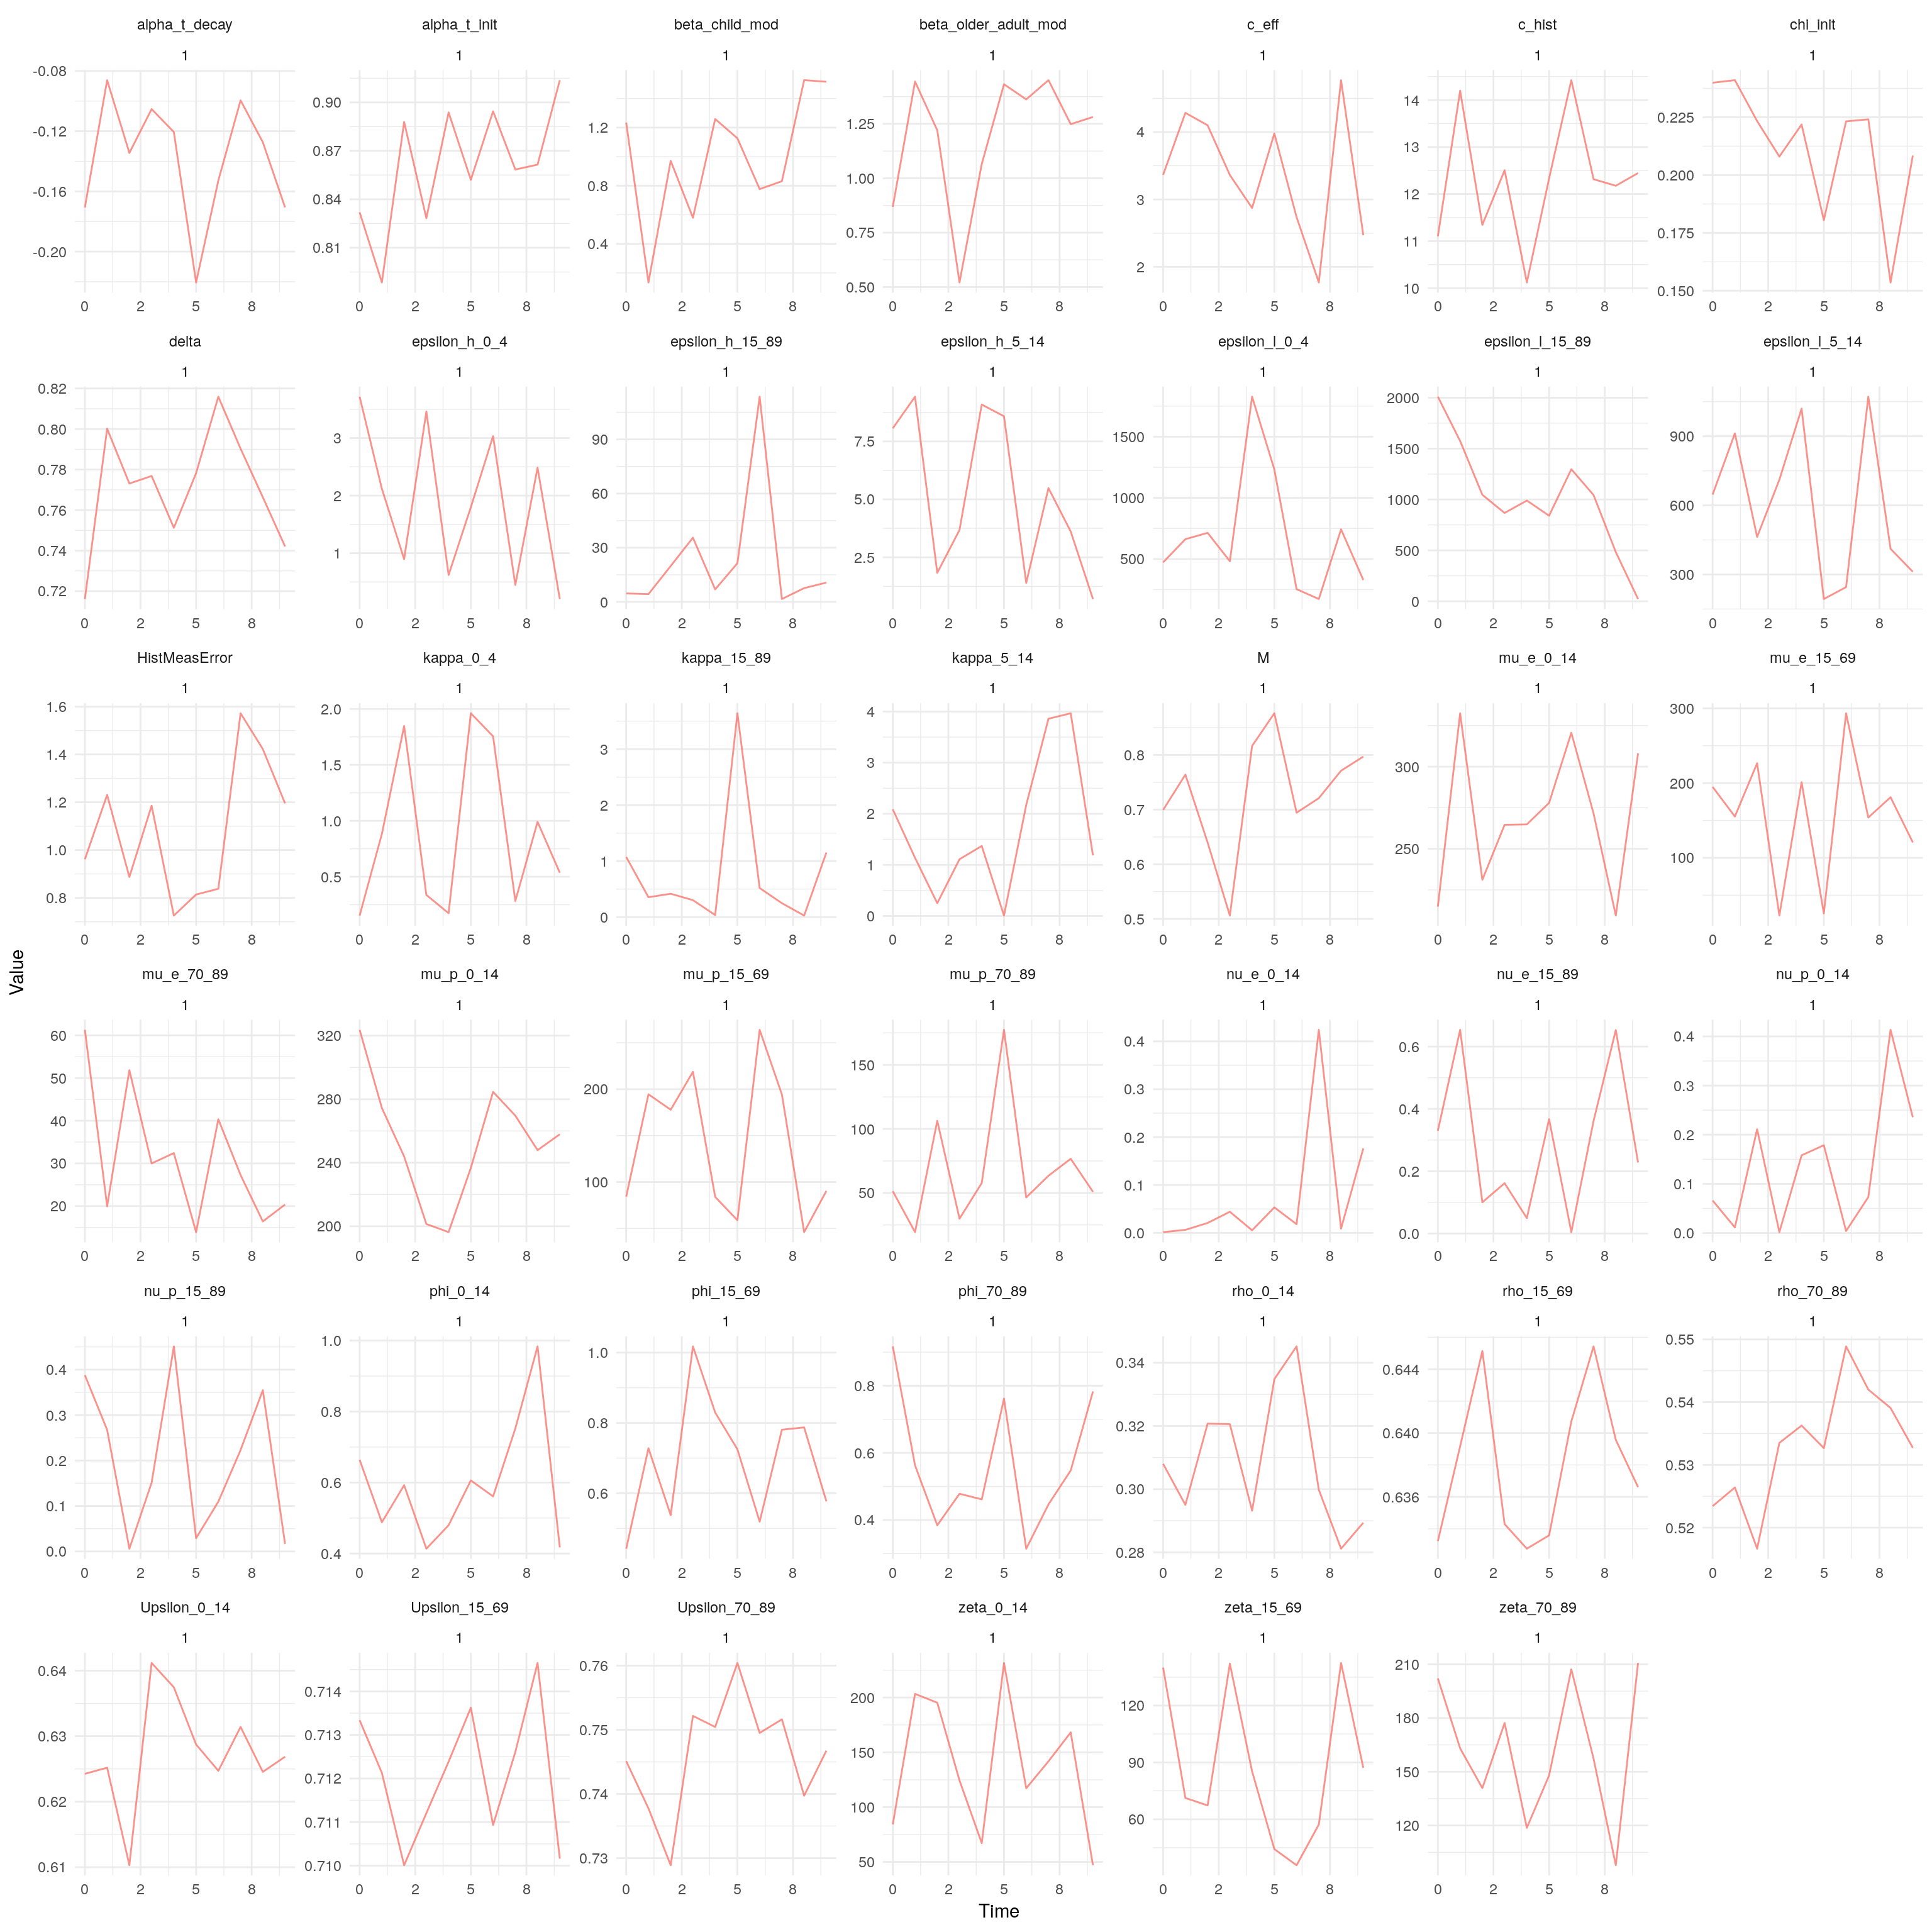 alpha_t_decay alpha_t_init beta_child_mod beta_older_adult_mod c_eff c_hist chi_init
1 1 1 1 1 1 1
-0.08 -0.12 -0.16 -0.20
0.90 0.87 0.84 0.81
1.2 0.8 0.4
1.25 1.00 0.75 0.50
4 3 2
14 13 12 11 10
0.225 0.200 0.175 0.150
0 2 5 8 0 2 5 8 0 2 5 8 0 2 5 8 0 2 5 8 0 2 5 8 0 2 5 8
delta epsilon_h_0_4 epsilon_h_15_89 epsilon_h_5_14 epsilon_l_0_4 epsilon_l_15_89 epsilon_l_5_14
1 1 1 1 1 1 1
0.82 0.80 0.78 0.76 0.74 0.72
3 2 1
90 60 30 0
7.5 5.0 2.5
1500 1000 500
2000 1500 1000 500 0
900 600 300
0 2 5 8 0 2 5 8 0 2 5 8 0 2 5 8 0 2 5 8 0 2 5 8 0 2 5 8
HistMeasError kappa_0_4 kappa_15_89 kappa_5_14 M mu_e_0_14 mu_e_15_69
1 1 1 1 1 1 1
1.6 1.4 1.2 1.0 0.8
2.0 1.5 1.0 0.5
3 2 1 0
4 3 2 1 0
0.8 0.7 0.6 0.5
300 250
300 200 100
0 2 5 8 0 2 5 8 0 2 5 8 0 2 5 8 0 2 5 8 0 2 5 8 0 2 5 8
Value
mu_e_70_89 mu_p_0_14 mu_p_15_69 mu_p_70_89 nu_e_0_14 nu_e_15_89 nu_p_0_14
1 1 1 1 1 1 1
60 50 40 30 20
320 280 240 200
200 100
150 100 50
0.4 0.3 0.2 0.1 0.0
0.6 0.4 0.2 0.0
0.4 0.3 0.2 0.1 0.0
0 2 5 8 0 2 5 8 0 2 5 8 0 2 5 8 0 2 5 8 0 2 5 8 0 2 5 8
nu_p_15_89 phi_0_14 phi_15_69 phi_70_89 rho_0_14 rho_15_69 rho_70_89
1 1 1 1 1 1 1
0.4 0.3 0.2 0.1 0.0
1.0 0.8 0.6 0.4
1.0 0.8 0.6
0.8 0.6 0.4
0.34 0.32 0.30 0.28
0.644 0.640 0.636
0.55 0.54 0.53 0.52
0 2 5 8 0 2 5 8 0 2 5 8 0 2 5 8 0 2 5 8 0 2 5 8 0 2 5 8
Upsilon_0_14 Upsilon_15_69 Upsilon_70_89 zeta_0_14 zeta_15_69 zeta_70_89
1 1 1 1 1 1
0.64 0.63 0.62 0.61
0.714 0.713 0.712 0.711 0.710
0.76 0.75 0.74 0.73
200 150 100 50
120 90 60
210 180 150 120
0 2 5 8 0 2 5 8 0 2 5 8 0 2 5 8 0 2 5 8 0 2 5 8
Time